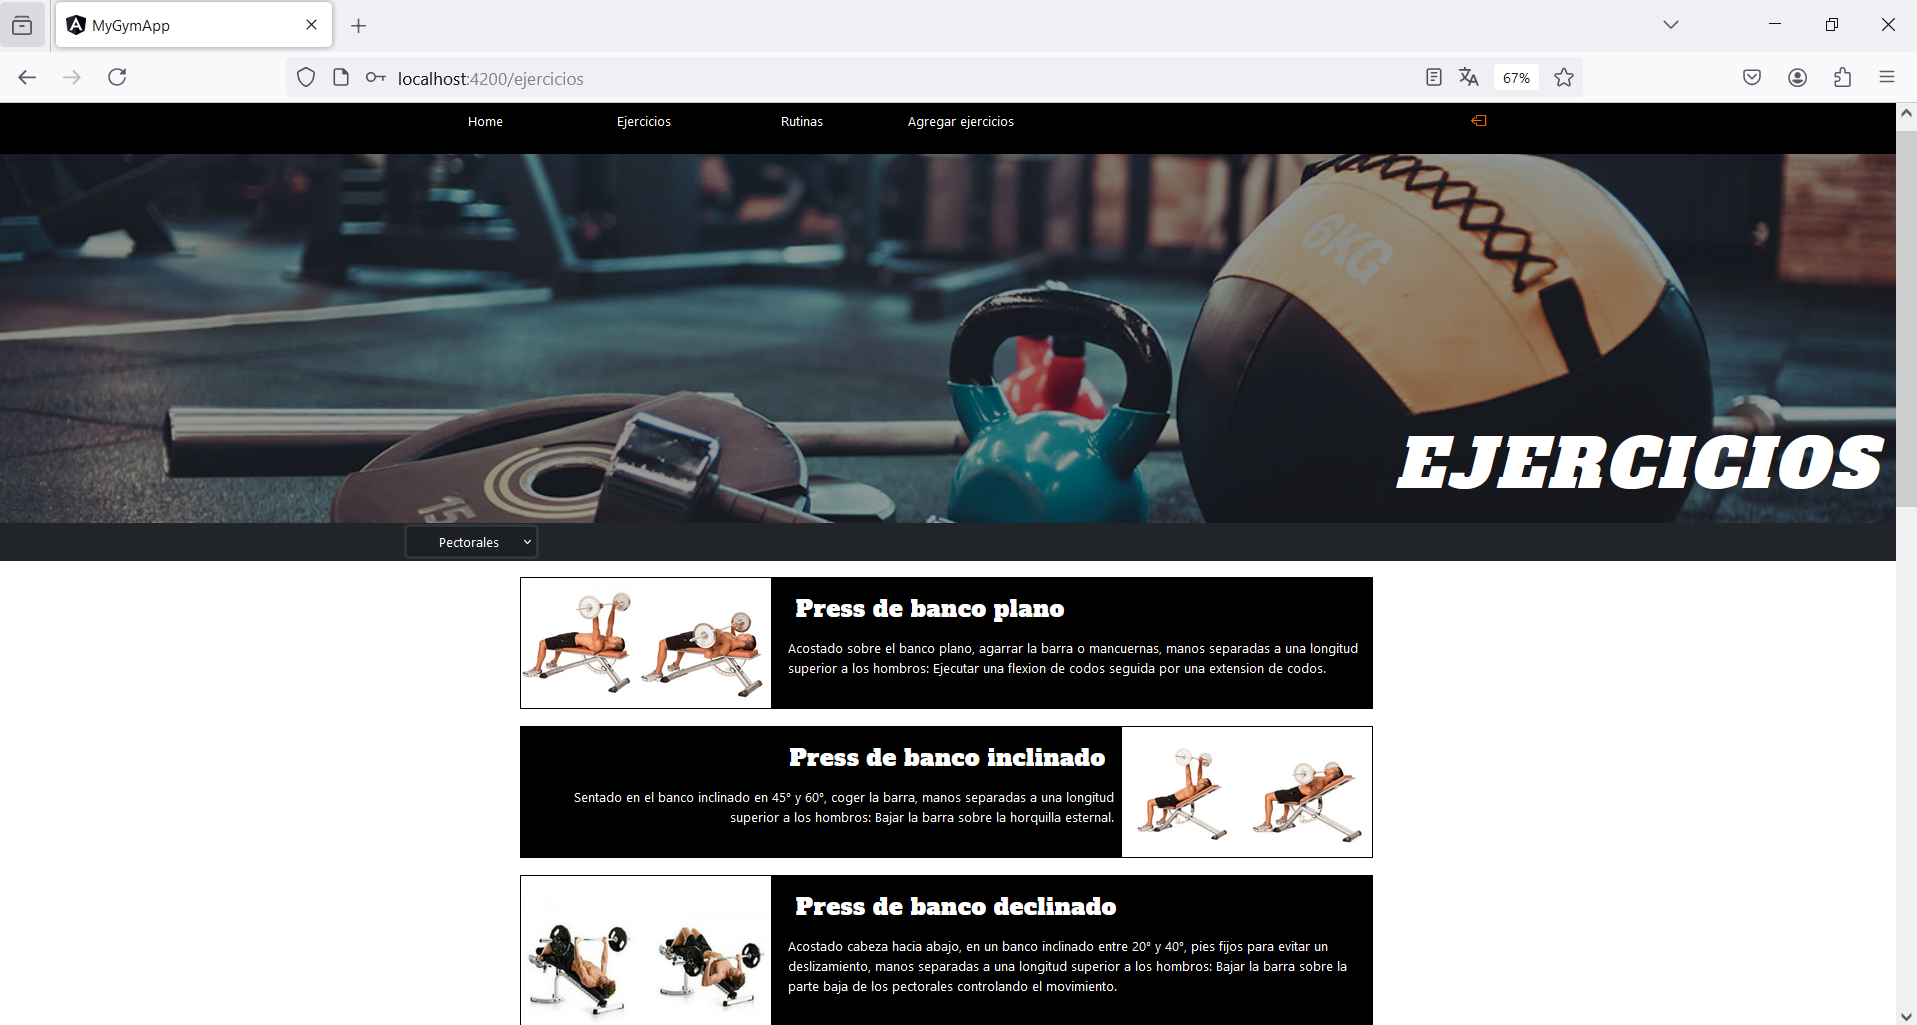 MyGymApp
localhost:4200/ejercicios
67%
Home
Ejercicios
Rutinas
Agregar ejercicios
6KG
15
EJERCICIOS
Pectorales
Press de banco plano
Acostado sobre el banco plano, agarrar la barra o mancuernas, manos separadas a una longitud
superior a los hombros: Ejecutar una flexion de codos seguida por una extension de codos.
Press de banco inclinado
Sentado en el banco inclinado en 45° y 60°, coger la barra, manos separadas a una longitud
superior a los hombros: Bajar la barra sobre la horquilla esternal.
Press de banco declinado
Acostado cabeza hacia abajo, en un banco inclinado entre 20° y 40°, pies fijos para evitar un
deslizamiento, manos separadas a una longitud superior a los hombros: Bajar la barra sobre la
parte baja de los pectorales controlando el movimiento.